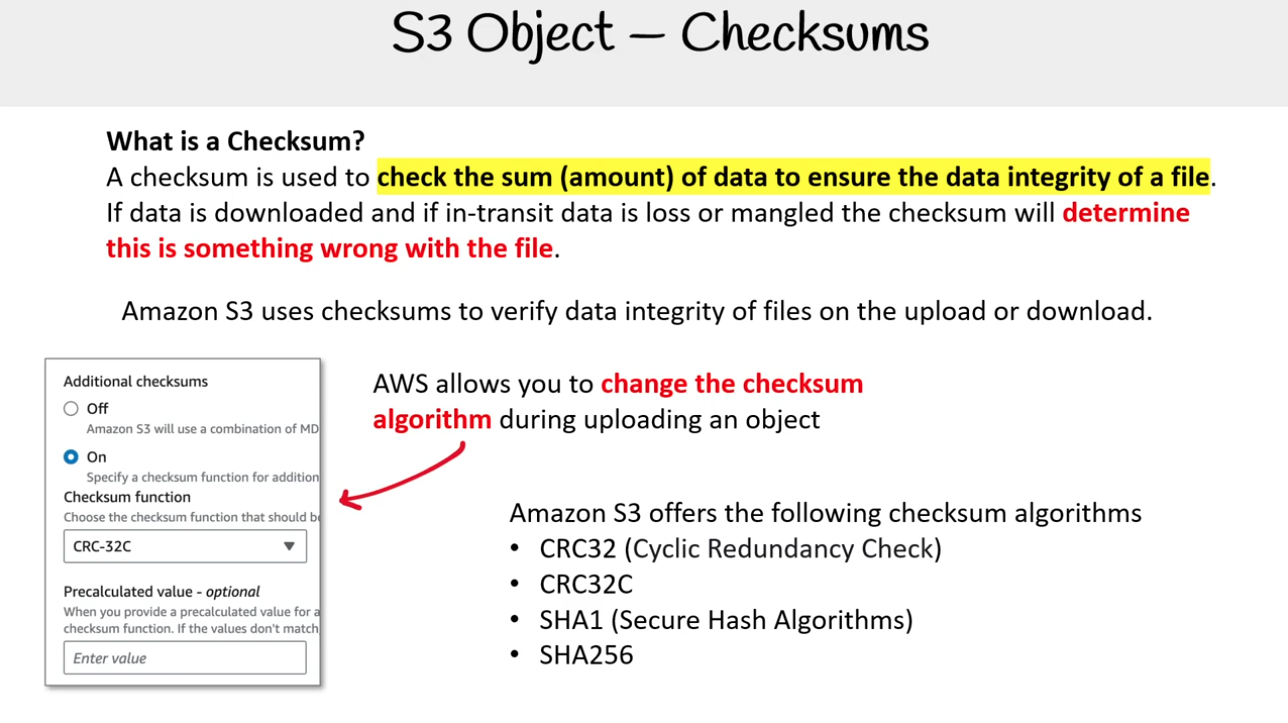 S3 Object – Checksums
What is a Checksum?
A checksum is used to check the sum (amount) of data to ensure the data integrity of a file.
If data is downloaded and if in-transit data is loss or mangled the checksum will determine
this is something wrong with the file.
Amazon S3 uses checksums to verify data integrity of files on the upload or download.
Additional checksums
Off
Amazon S3 will use a combination of MD
On
Specify a checksum function for addition
Checksum function
Choose the checksum function that should be
CRC-32C
Precalculated value - optional
When you provide a precalculated value for a
checksum function. If the values don't match
Enter value
AWS allows you to change the checksum
algorithm during uploading an object
Amazon S3 offers the following checksum algorithms
• CRC32 (Cyclic Redundancy Check)
• CRC32C
• SHA1 (Secure Hash Algorithms)
• SHA256